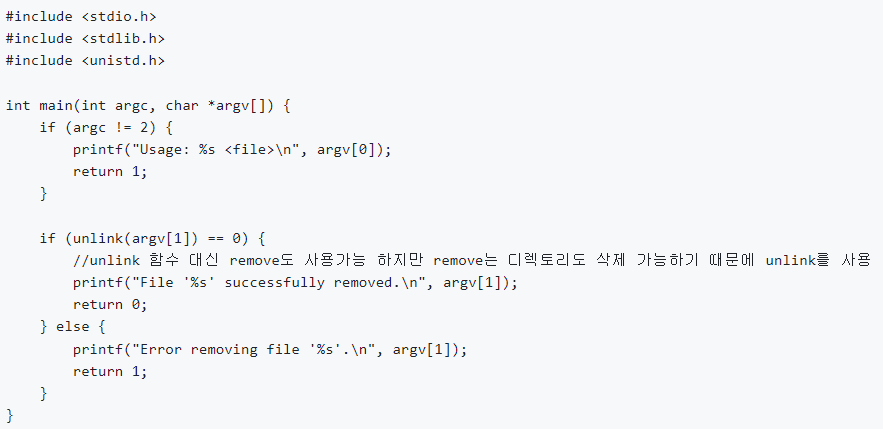 #include <stdio.h>
#include <stdlib.h>
#include <unistd.h>

int main(int argc, char *argv[]) {
    if (argc != 2) {
        printf("Usage: %s <file>\n", argv[0]);
        return 1;
    }

    if (unlink(argv[1]) == 0) {
        //unlink 함수 대신 remove도 사용가능 하지만 remove는 디렉토리도 삭제 가능하기 때문에 unlink를 사용
        printf("File '%s' successfully removed.\n", argv[1]);
        return 0;
    } else {
        printf("Error removing file '%s'.\n", argv[1]);
        return 1;
    }
}